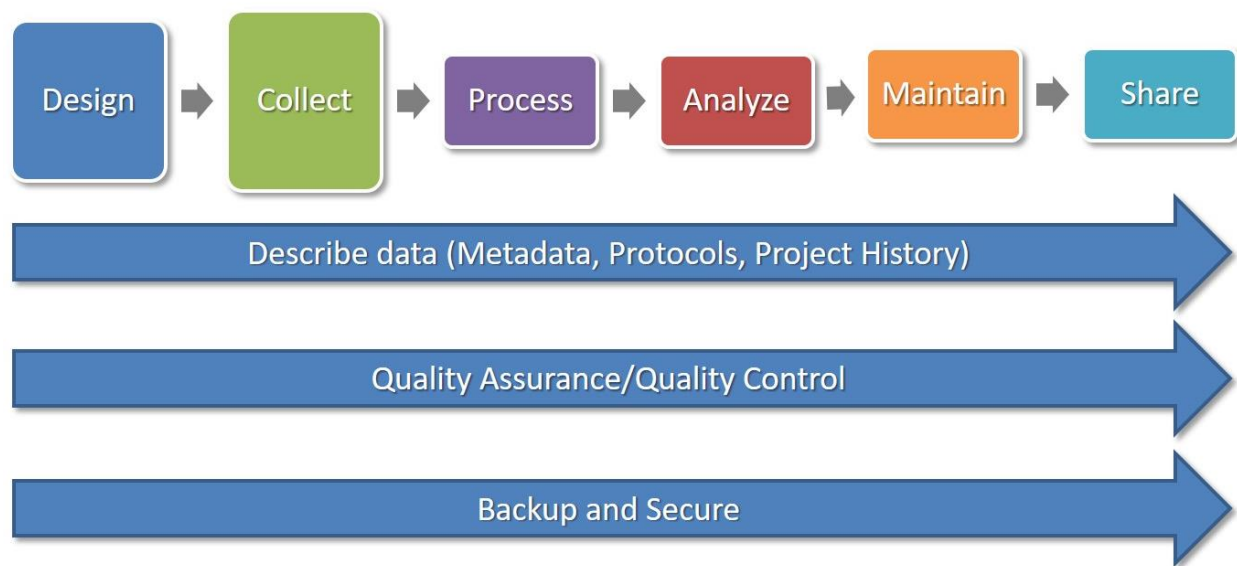 Design
Collect
Process
Analyze
Maintain
Share
Describe data (Metadata, Protocols, Project History)
Quality Assurance/Quality Control
Backup and Secure